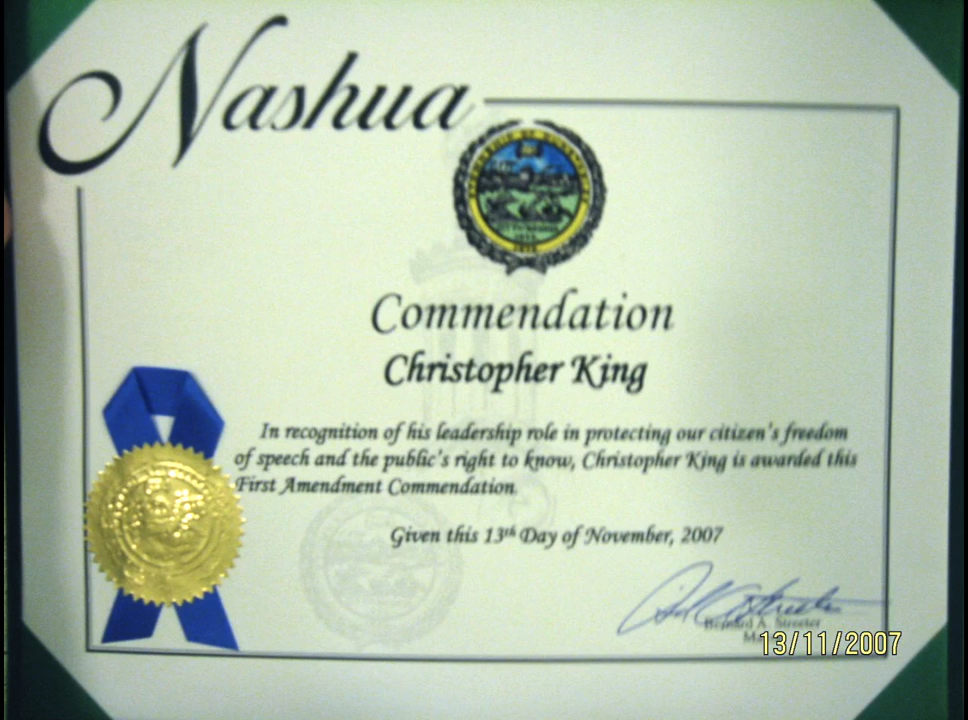 Nashua
Commendation
Christopher King
In recognition of his leadership role in protecting our citizen's freedom
of speech and the public's right to know, Christopher King is awarded this
First Amendment Commendation.
Given this 13th Day of November, 2007
Bernard A. Streeter
13/11/2007